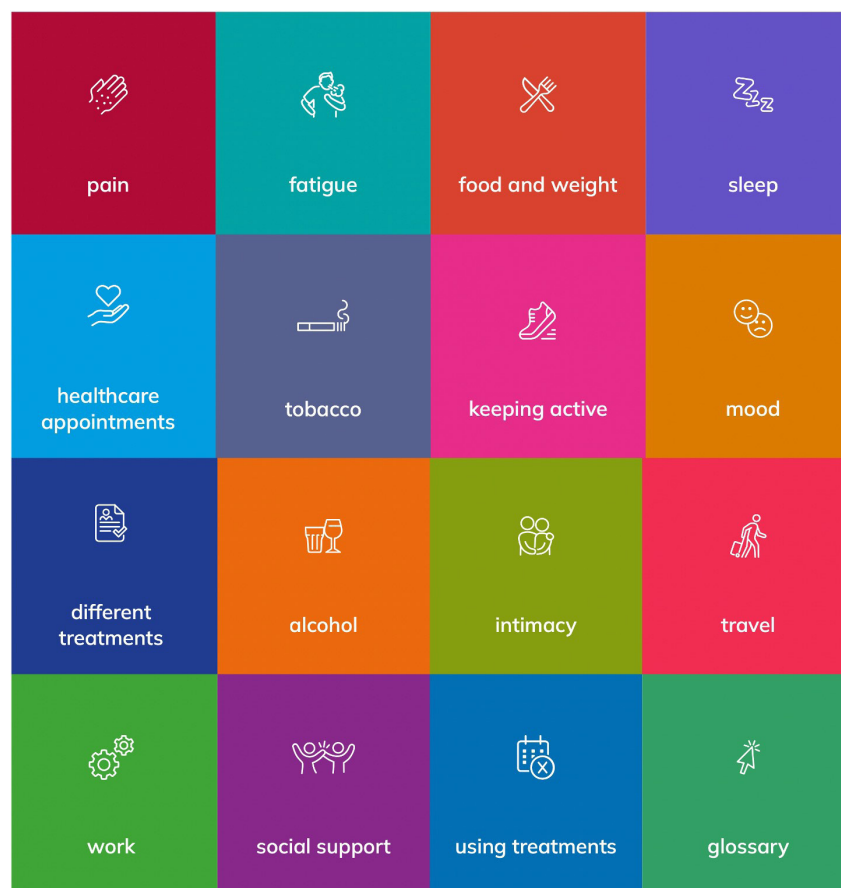 pain
fatigue
food and weight
sleep
healthcare
appointments
tobacco
keeping active
mood
different
treatments
alcohol
intimacy
travel
work
social support
using treatments
glossary